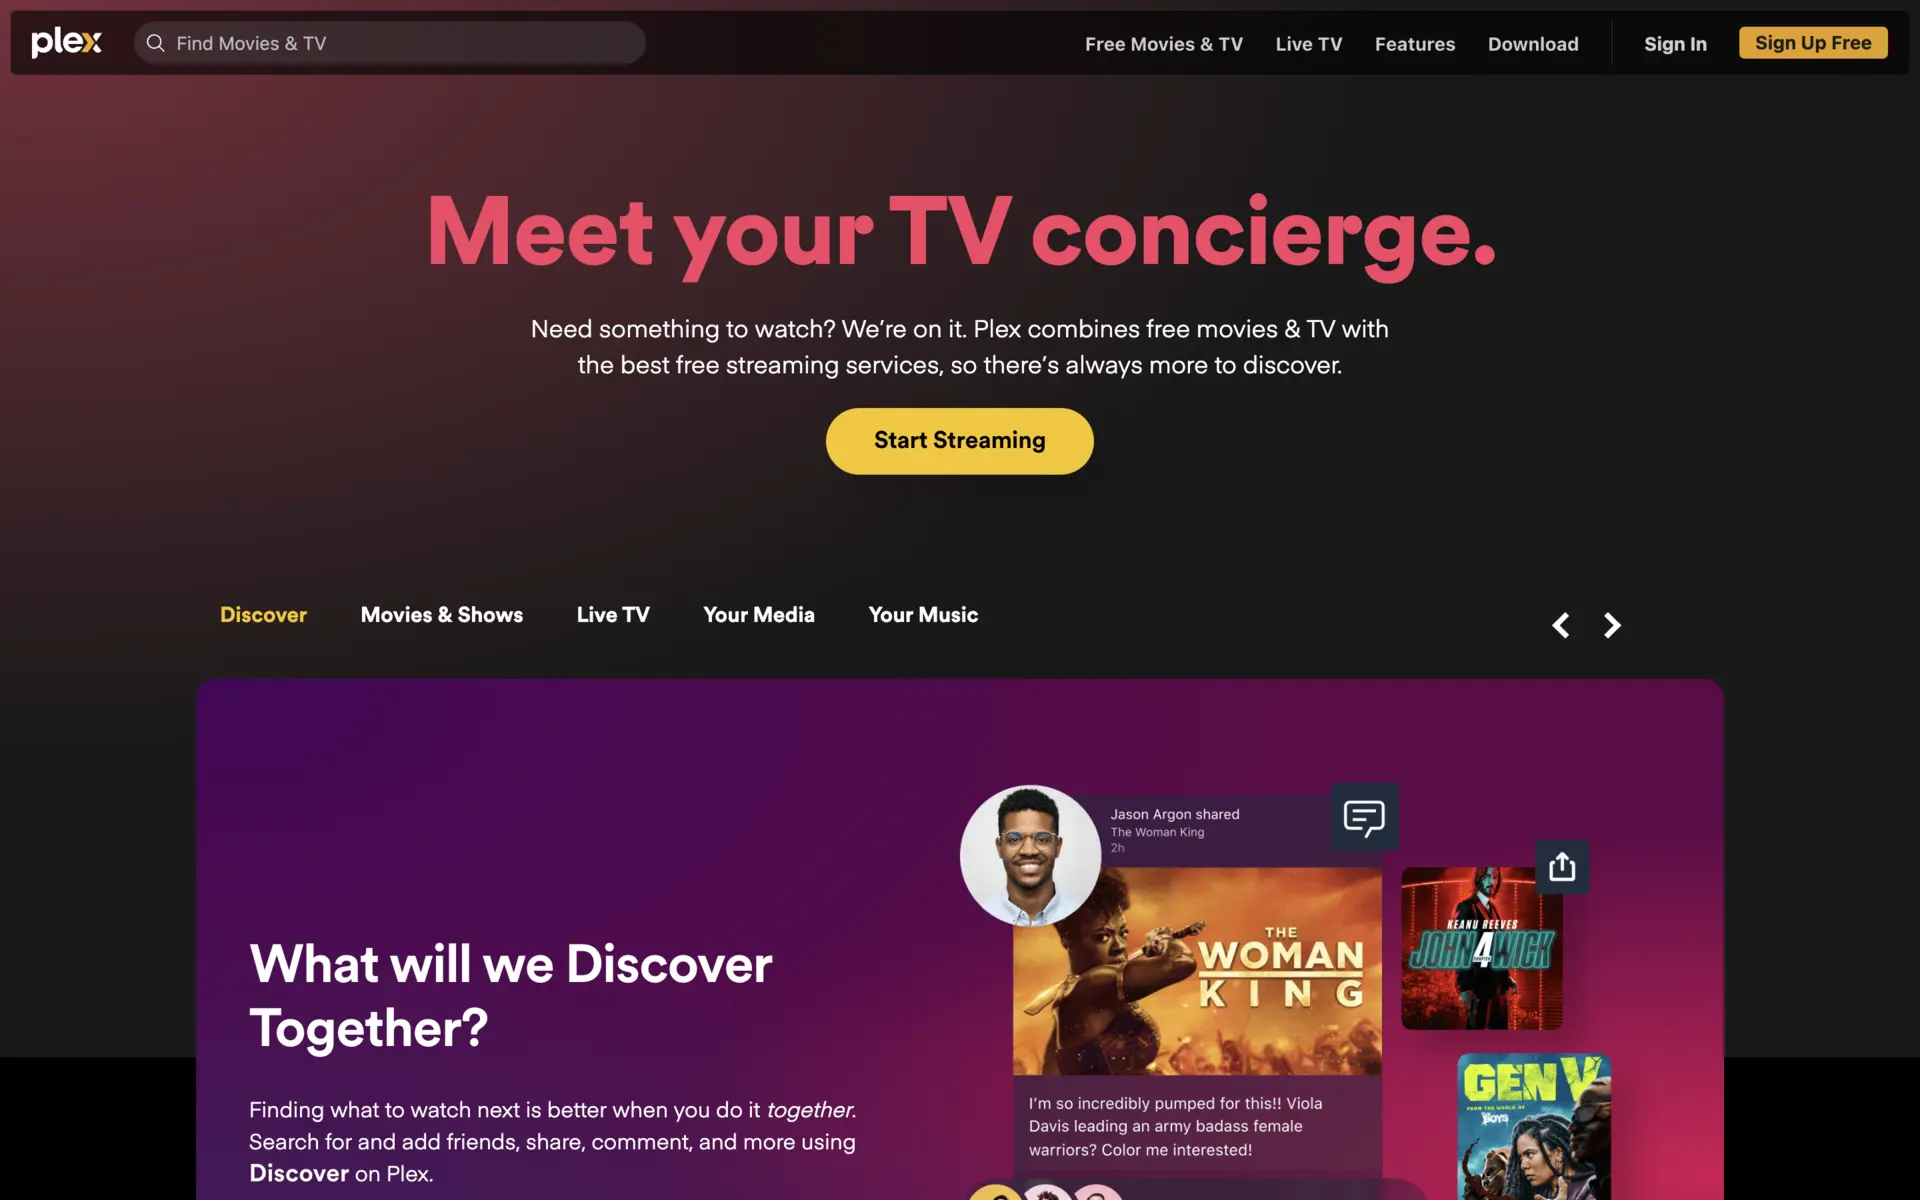 plex
Find Movies & TV
Free Movies & TV
Live TV
Features
Download
Sign In
Sign Up Free
Meet your TV concierge.
Need something to watch? We’re on it. Plex combines free movies & TV with
the best free streaming services, so there’s always more to discover.
Start Streaming
Discover
Movies & Shows
Live TV
Your Media
Your Music
What will we Discover
Together?
Finding what to watch next is better when you do it together.
Search for and add friends, share, comment, and more using
Discover on Plex.
Jason Argon shared
The Woman King
2h
THE
WOMAN
KING
I’m so incredibly pumped for this!! Viola
Davis leading an army badass female
warriors? Color me interested!
KEANU REEVES
JOHN WICK
4
GEN V
FROM THE WORLD OF
THE BOYS